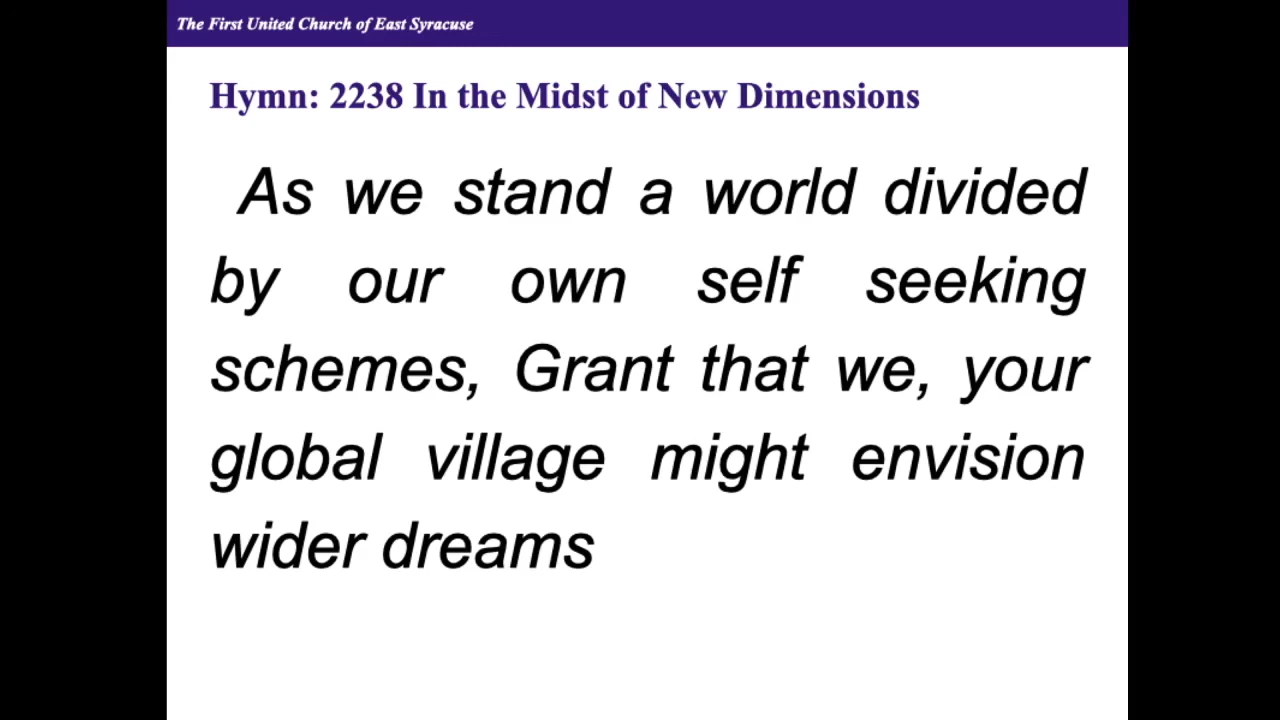 The First United Church of East Syracuse
Hymn: 2238 In the Midst of New Dimensions
As we stand a world divided
by our own self seeking
schemes, Grant that we, your
global village might envision
wider dreams